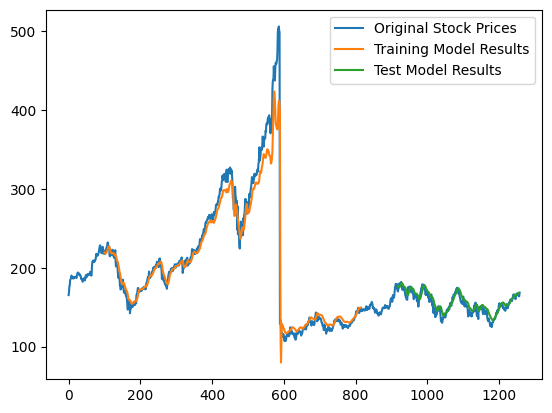 Original Stock Prices
Training Model Results
Test Model Results
500
400
300
200
100
0 200 400 600 800 1000 1200